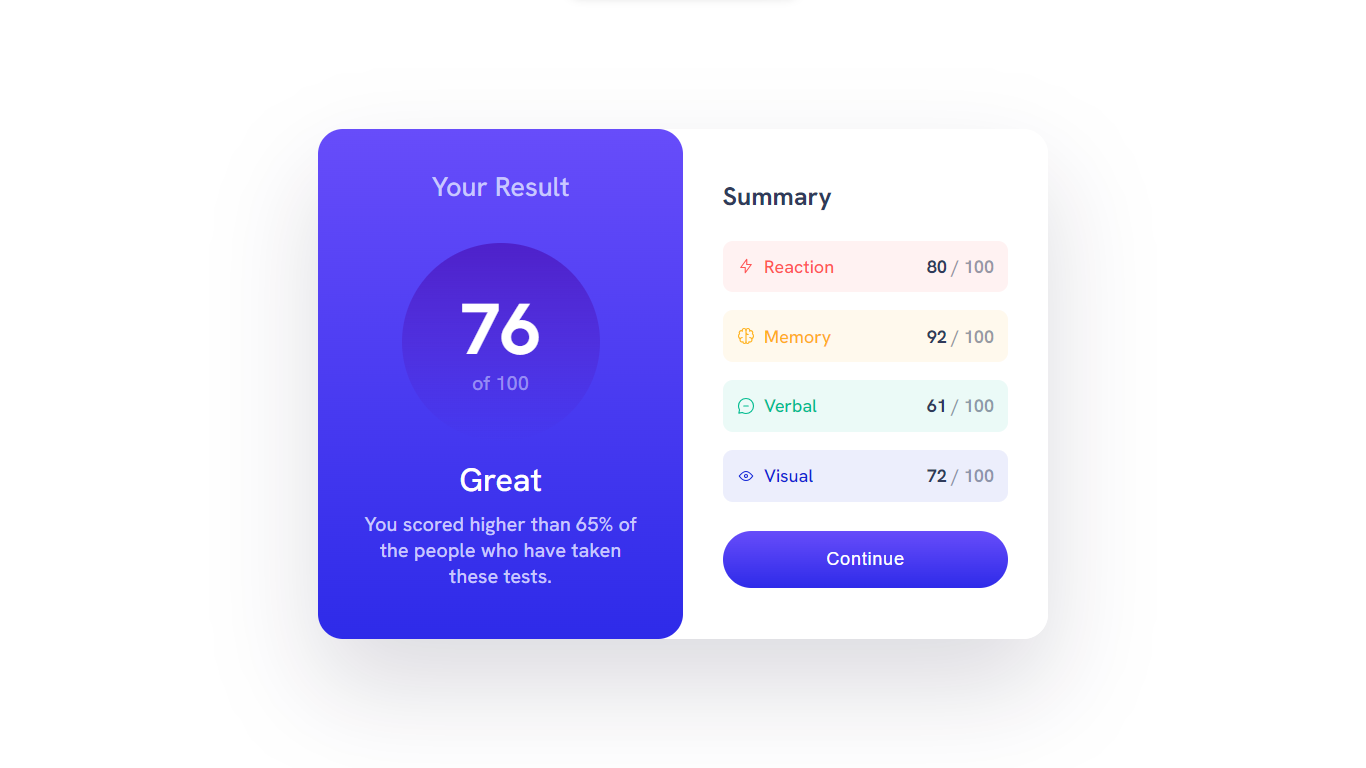 Your Result
76
of 100
Great
You scored higher than 65% of
the people who have taken
these tests.
Summary
Reaction 80 / 100
Memory 92 / 100
Verbal 61 / 100
Visual 72 / 100
Continue